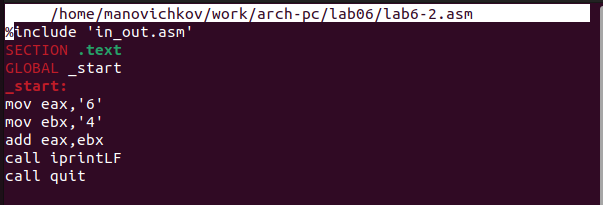 /home/manovichkov/work/arch-pc/lab06/lab6-2.asm
%include 'in_out.asm'
SECTION .text
GLOBAL _start
_start:
mov eax,'6'
mov ebx,'4'
add eax,ebx
call iprintLF
call quit